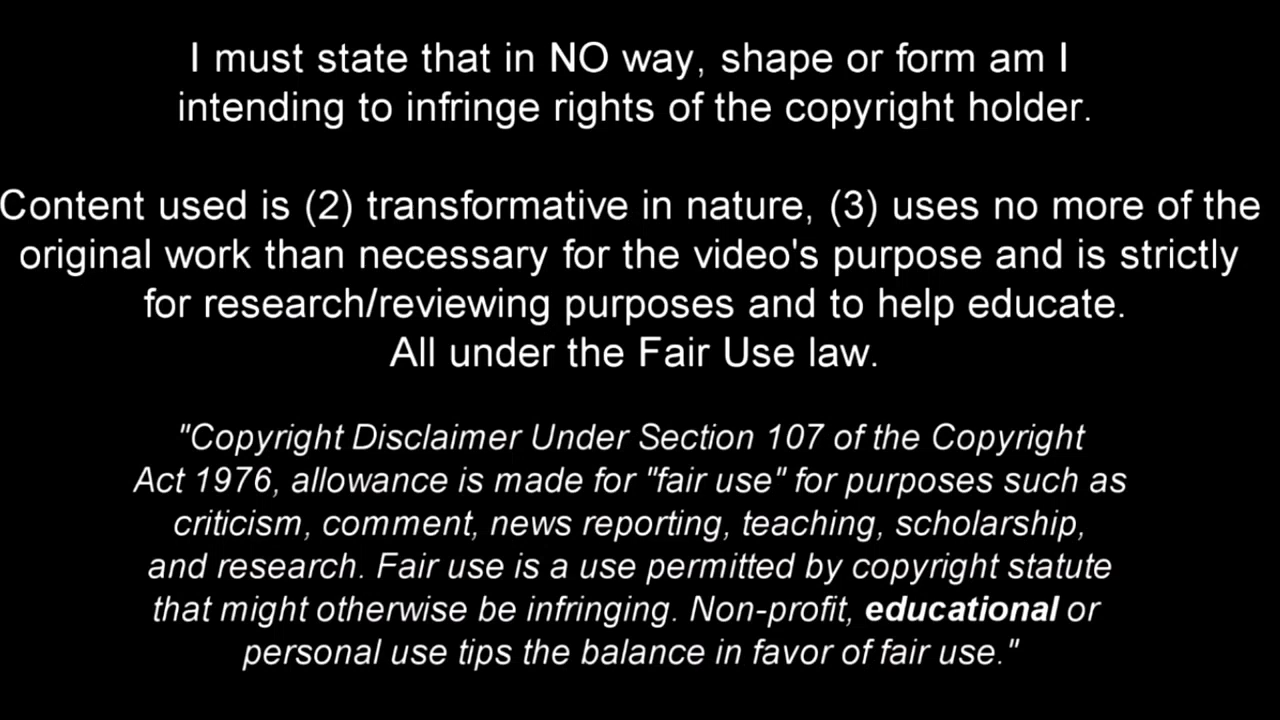 I must state that in NO way, shape or form am I
intending to infringe rights of the copyright holder.
Content used is (2) transformative in nature, (3) uses no more of the
original work than necessary for the video's purpose and is strictly
for research/reviewing purposes and to help educate.
All under the Fair Use law.
"Copyright Disclaimer Under Section 107 of the Copyright
Act 1976, allowance is made for "fair use" for purposes such as
criticism, comment, news reporting, teaching, scholarship,
and research. Fair use is a use permitted by copyright statute
that might otherwise be infringing. Non-profit, educational or
personal use tips the balance in favor of fair use."